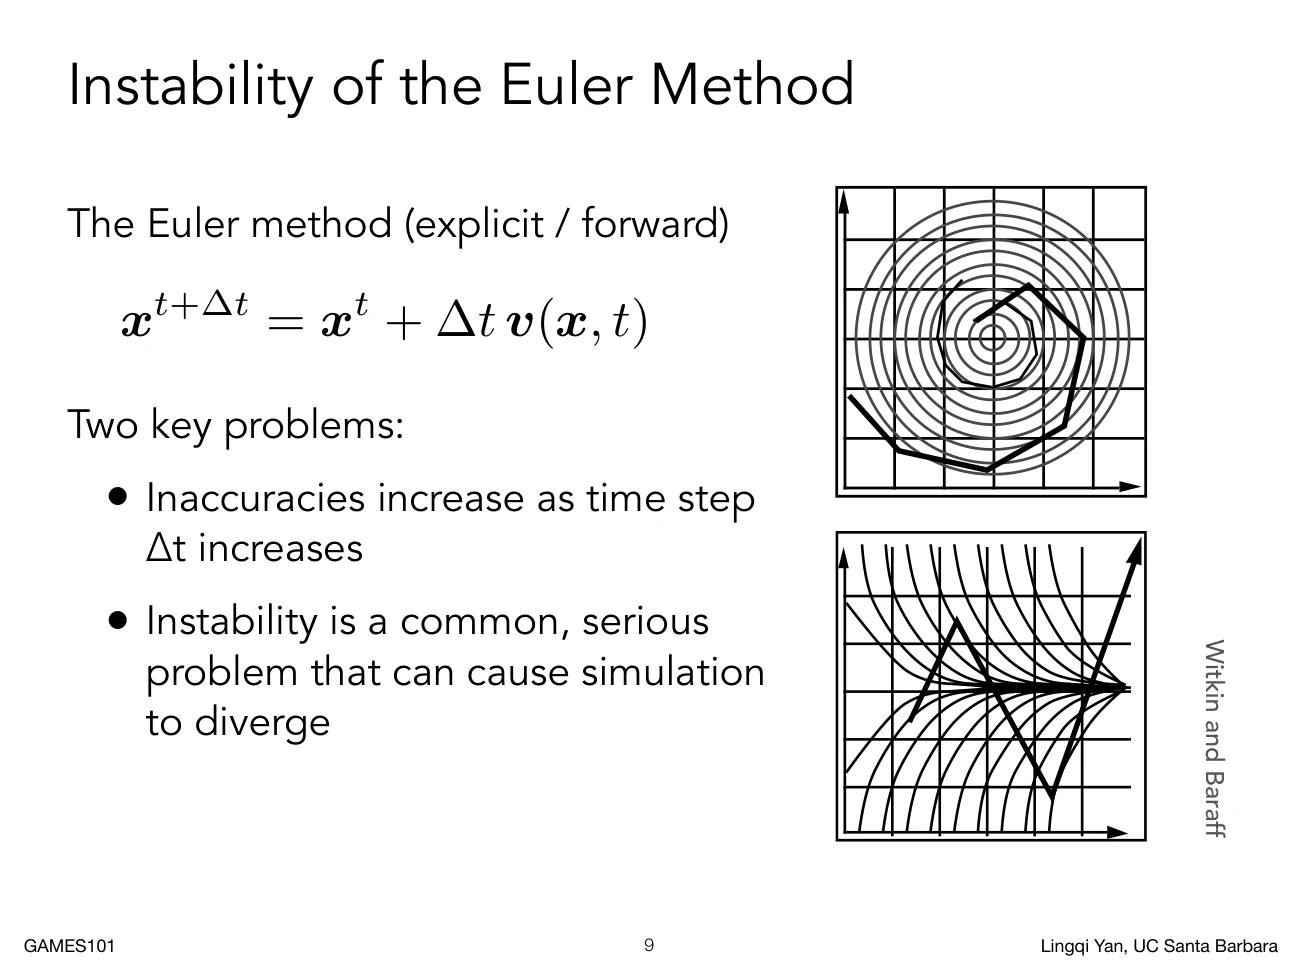 Instability of the Euler Method
The Euler method (explicit / forward)
𝒙^{t+Δt} = 𝒙^t + Δt 𝒗(𝒙, t)
Two key problems:
• Inaccuracies increase as time step
Δt increases
• Instability is a common, serious
problem that can cause simulation
to diverge
Witkin and Baraff
GAMES101
9
Lingqi Yan, UC Santa Barbara